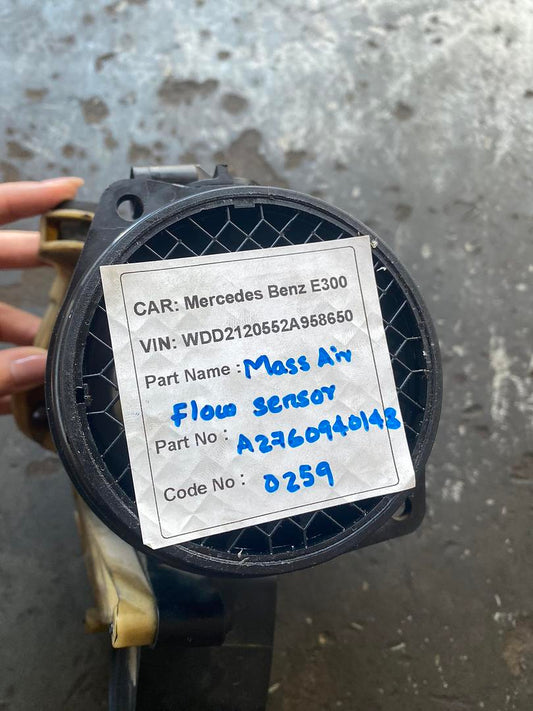 CAR: Mercedes Benz E300
VIN: WDD2120552A958650
Part Name : Mass Air
flow sensor
Part No : A2760940148
Code No : 0259